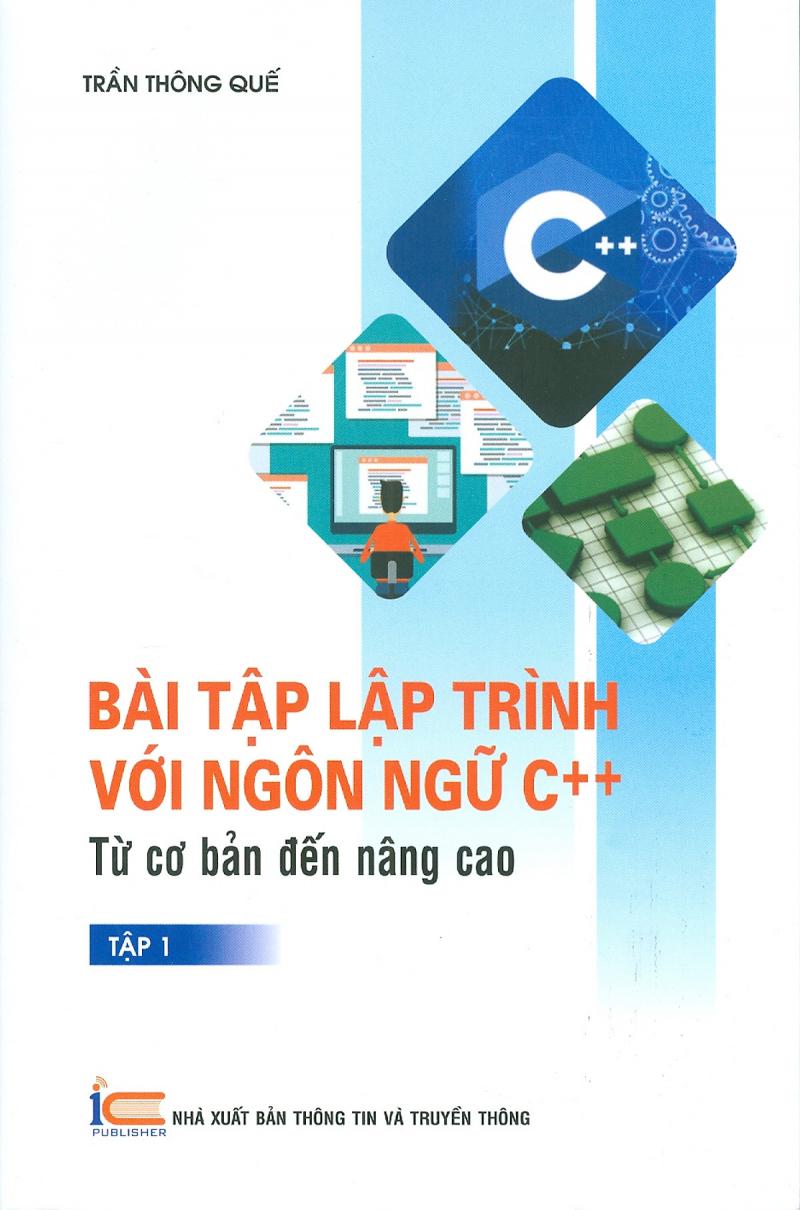 TRẦN THÔNG QUẾ
C++
BÀI TẬP LẬP TRÌNH
VỚI NGÔN NGỮ C++
Từ cơ bản đến nâng cao
TẬP 1
ic
PUBLISHER
NHÀ XUẤT BẢN THÔNG TIN VÀ TRUYỀN THÔNG